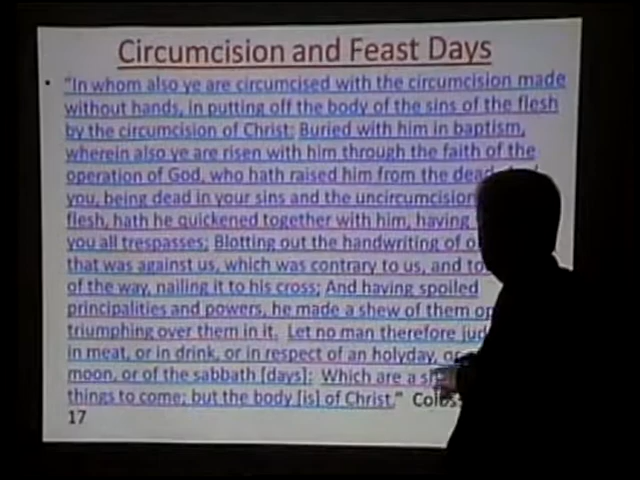 Circumcision and Feast Days
• "In whom also ye are circumcised with the circumcision made
without hands, in putting off the body of the sins of the flesh
by the circumcision of Christ: Buried with him in baptism,
wherein also ye are risen with him through the faith of the
operation of God, who hath raised him from the dead.
you, being dead in your sins and the uncircumcision
flesh, hath he quickened together with him, having
you all trespasses; Blotting out the handwriting of
that was against us, which was contrary to us, and
of the way, nailing it to his cross; And having spoiled
principalities and powers, he made a shew of them
triumphing over them in it. Let no man therefore
in meat, or in drink, or in respect of an holyday,
moon, or of the sabbath [days]: Which are a
things to come; but the body [is] of Christ."
17